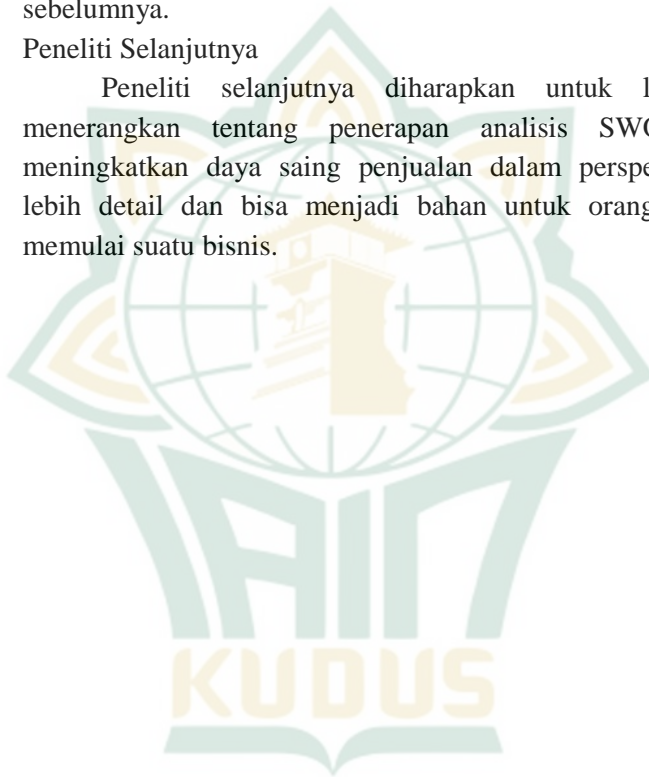 sebelumnya.
Peneliti Selanjutnya
Peneliti selanjutnya diharapkan untuk
menerangkan tentang penerapan analisis
meningkatkan daya saing penjualan dalam
lebih detail dan bisa menjadi bahan untuk orang
memulai suatu bisnis.
IAIN
KUDUS